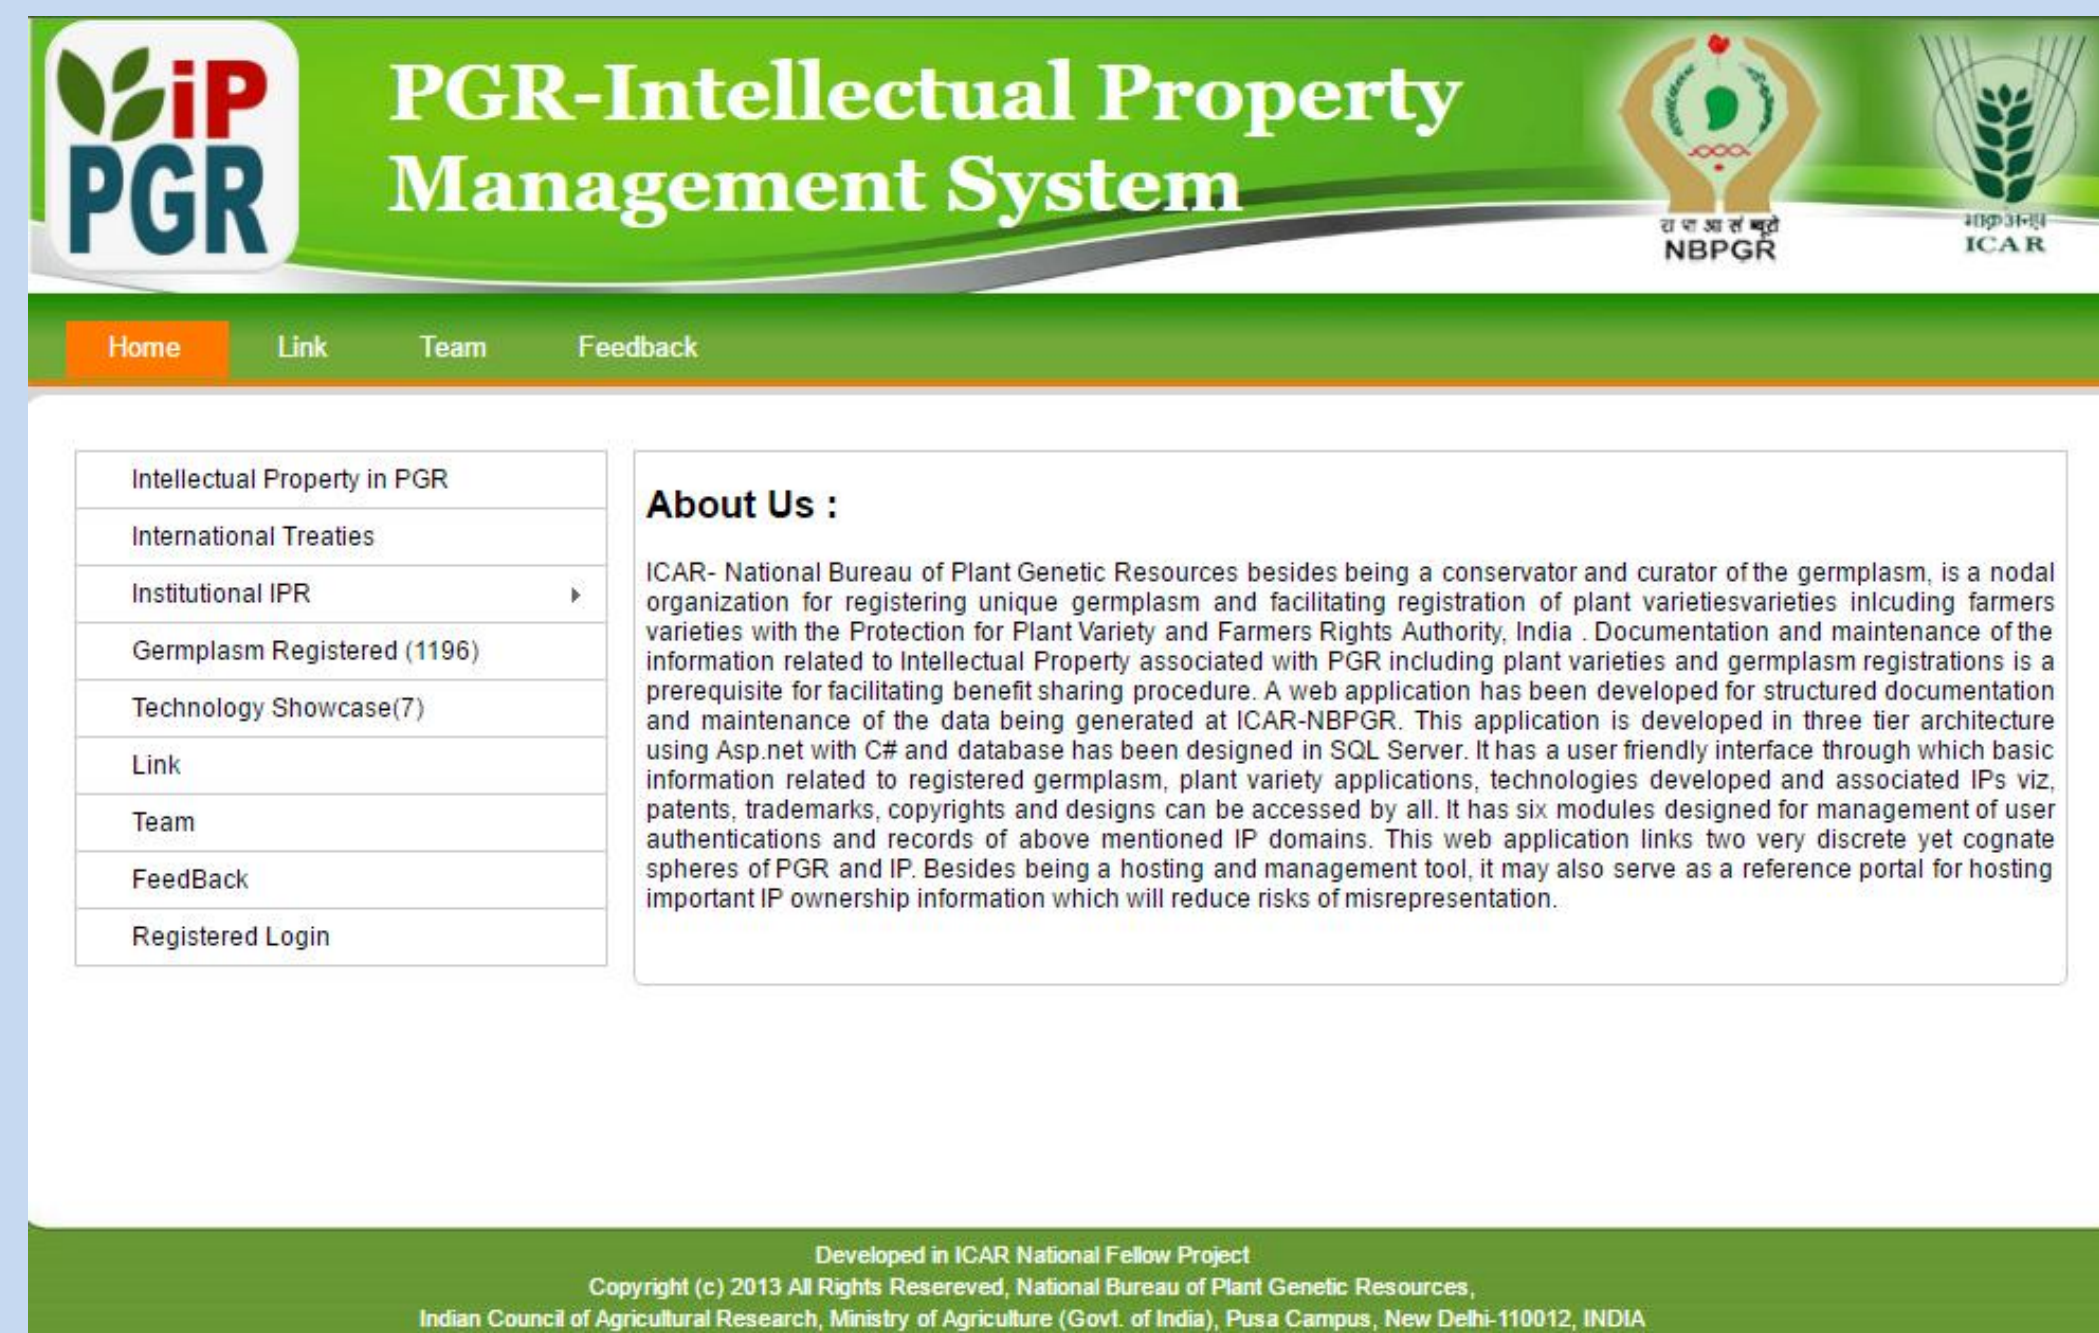 iP
PGR
PGR-Intellectual Property
Management System
रा पा आ सं ब्यूरो
NBPGR
भाकृअनुप
ICAR
Home Link Team Feedback
Intellectual Property in PGR
International Treaties
Institutional IPR
Germplasm Registered (1196)
Technology Showcase(7)
Link
Team
FeedBack
Registered Login
About Us :
ICAR- National Bureau of Plant Genetic Resources besides being a conservator and curator of the germplasm, is a nodal
organization for registering unique germplasm and facilitating registration of plant varietiesvarieties inlcuding farmers
varieties with the Protection for Plant Variety and Farmers Rights Authority, India . Documentation and maintenance of the
information related to Intellectual Property associated with PGR including plant varieties and germplasm registrations is a
prerequisite for facilitating benefit sharing procedure. A web application has been developed for structured documentation
and maintenance of the data being generated at ICAR-NBPGR. This application is developed in three tier architecture
using Asp.net with C# and database has been designed in SQL Server. It has a user friendly interface through which basic
information related to registered germplasm, plant variety applications, technologies developed and associated IPs viz,
patents, trademarks, copyrights and designs can be accessed by all. It has six modules designed for management of user
authentications and records of above mentioned IP domains. This web application links two very discrete yet cognate
spheres of PGR and IP. Besides being a hosting and management tool, it may also serve as a reference portal for hosting
important IP ownership information which will reduce risks of misrepresentation.
Developed in ICAR National Fellow Project
Copyright (c) 2013 All Rights Resereved, National Bureau of Plant Genetic Resources,
Indian Council of Agricultural Research, Ministry of Agriculture (Govt. of India), Pusa Campus, New Delhi-110012, INDIA